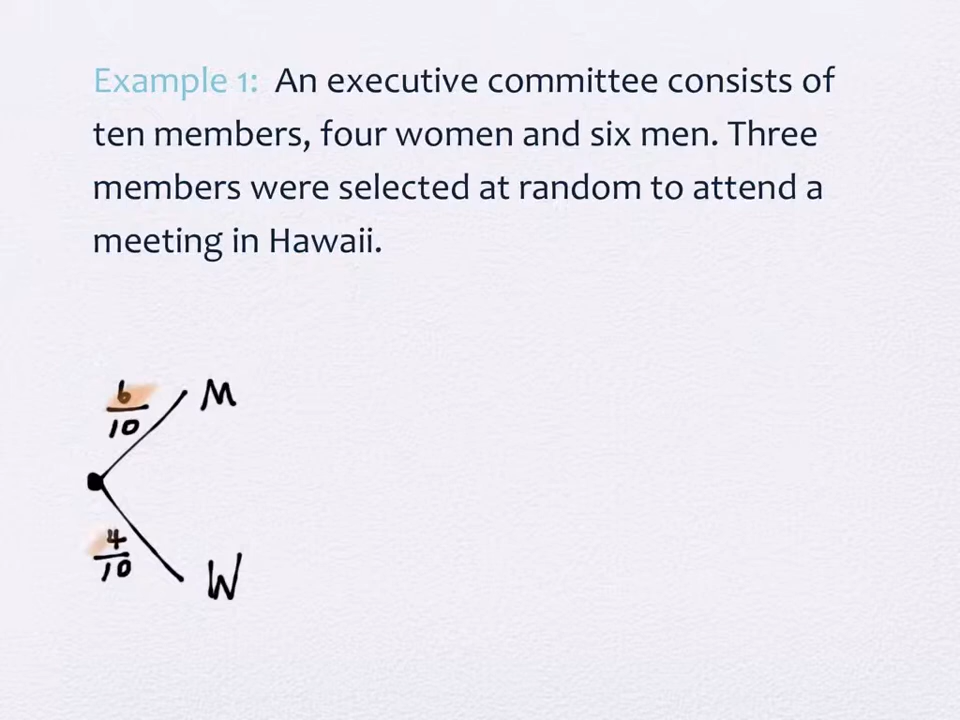 Example 1: An executive committee consists of
ten members, four women and six men. Three
members were selected at random to attend a
meeting in Hawaii.
6
10
M
4
10
W